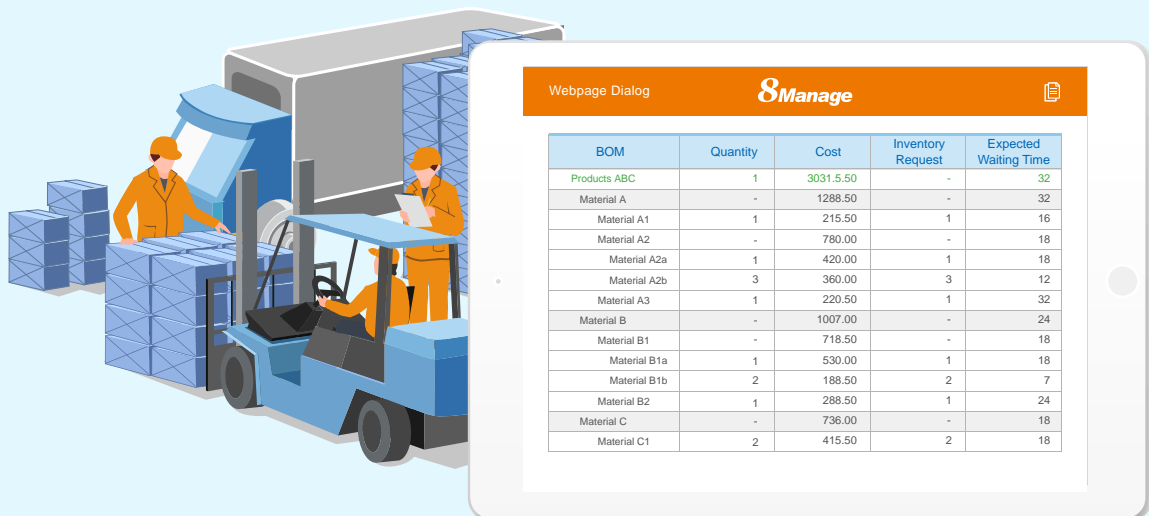 Webpage Dialog
8Manage
BOM Quantity Cost Inventory Request Expected Waiting Time
Products ABC 1 3031.5.50 - 32
Material A - 1288.50 - 32
Material A1 1 215.50 1 16
Material A2 - 780.00 - 18
Material A2a 1 420.00 1 18
Material A2b 3 360.00 3 12
Material A3 1 220.50 1 32
Material B - 1007.00 - 24
Material B1 - 718.50 - 18
Material B1a 1 530.00 1 18
Material B1b 2 188.50 2 7
Material B2 1 288.50 1 24
Material C - 736.00 - 18
Material C1 2 415.50 2 18